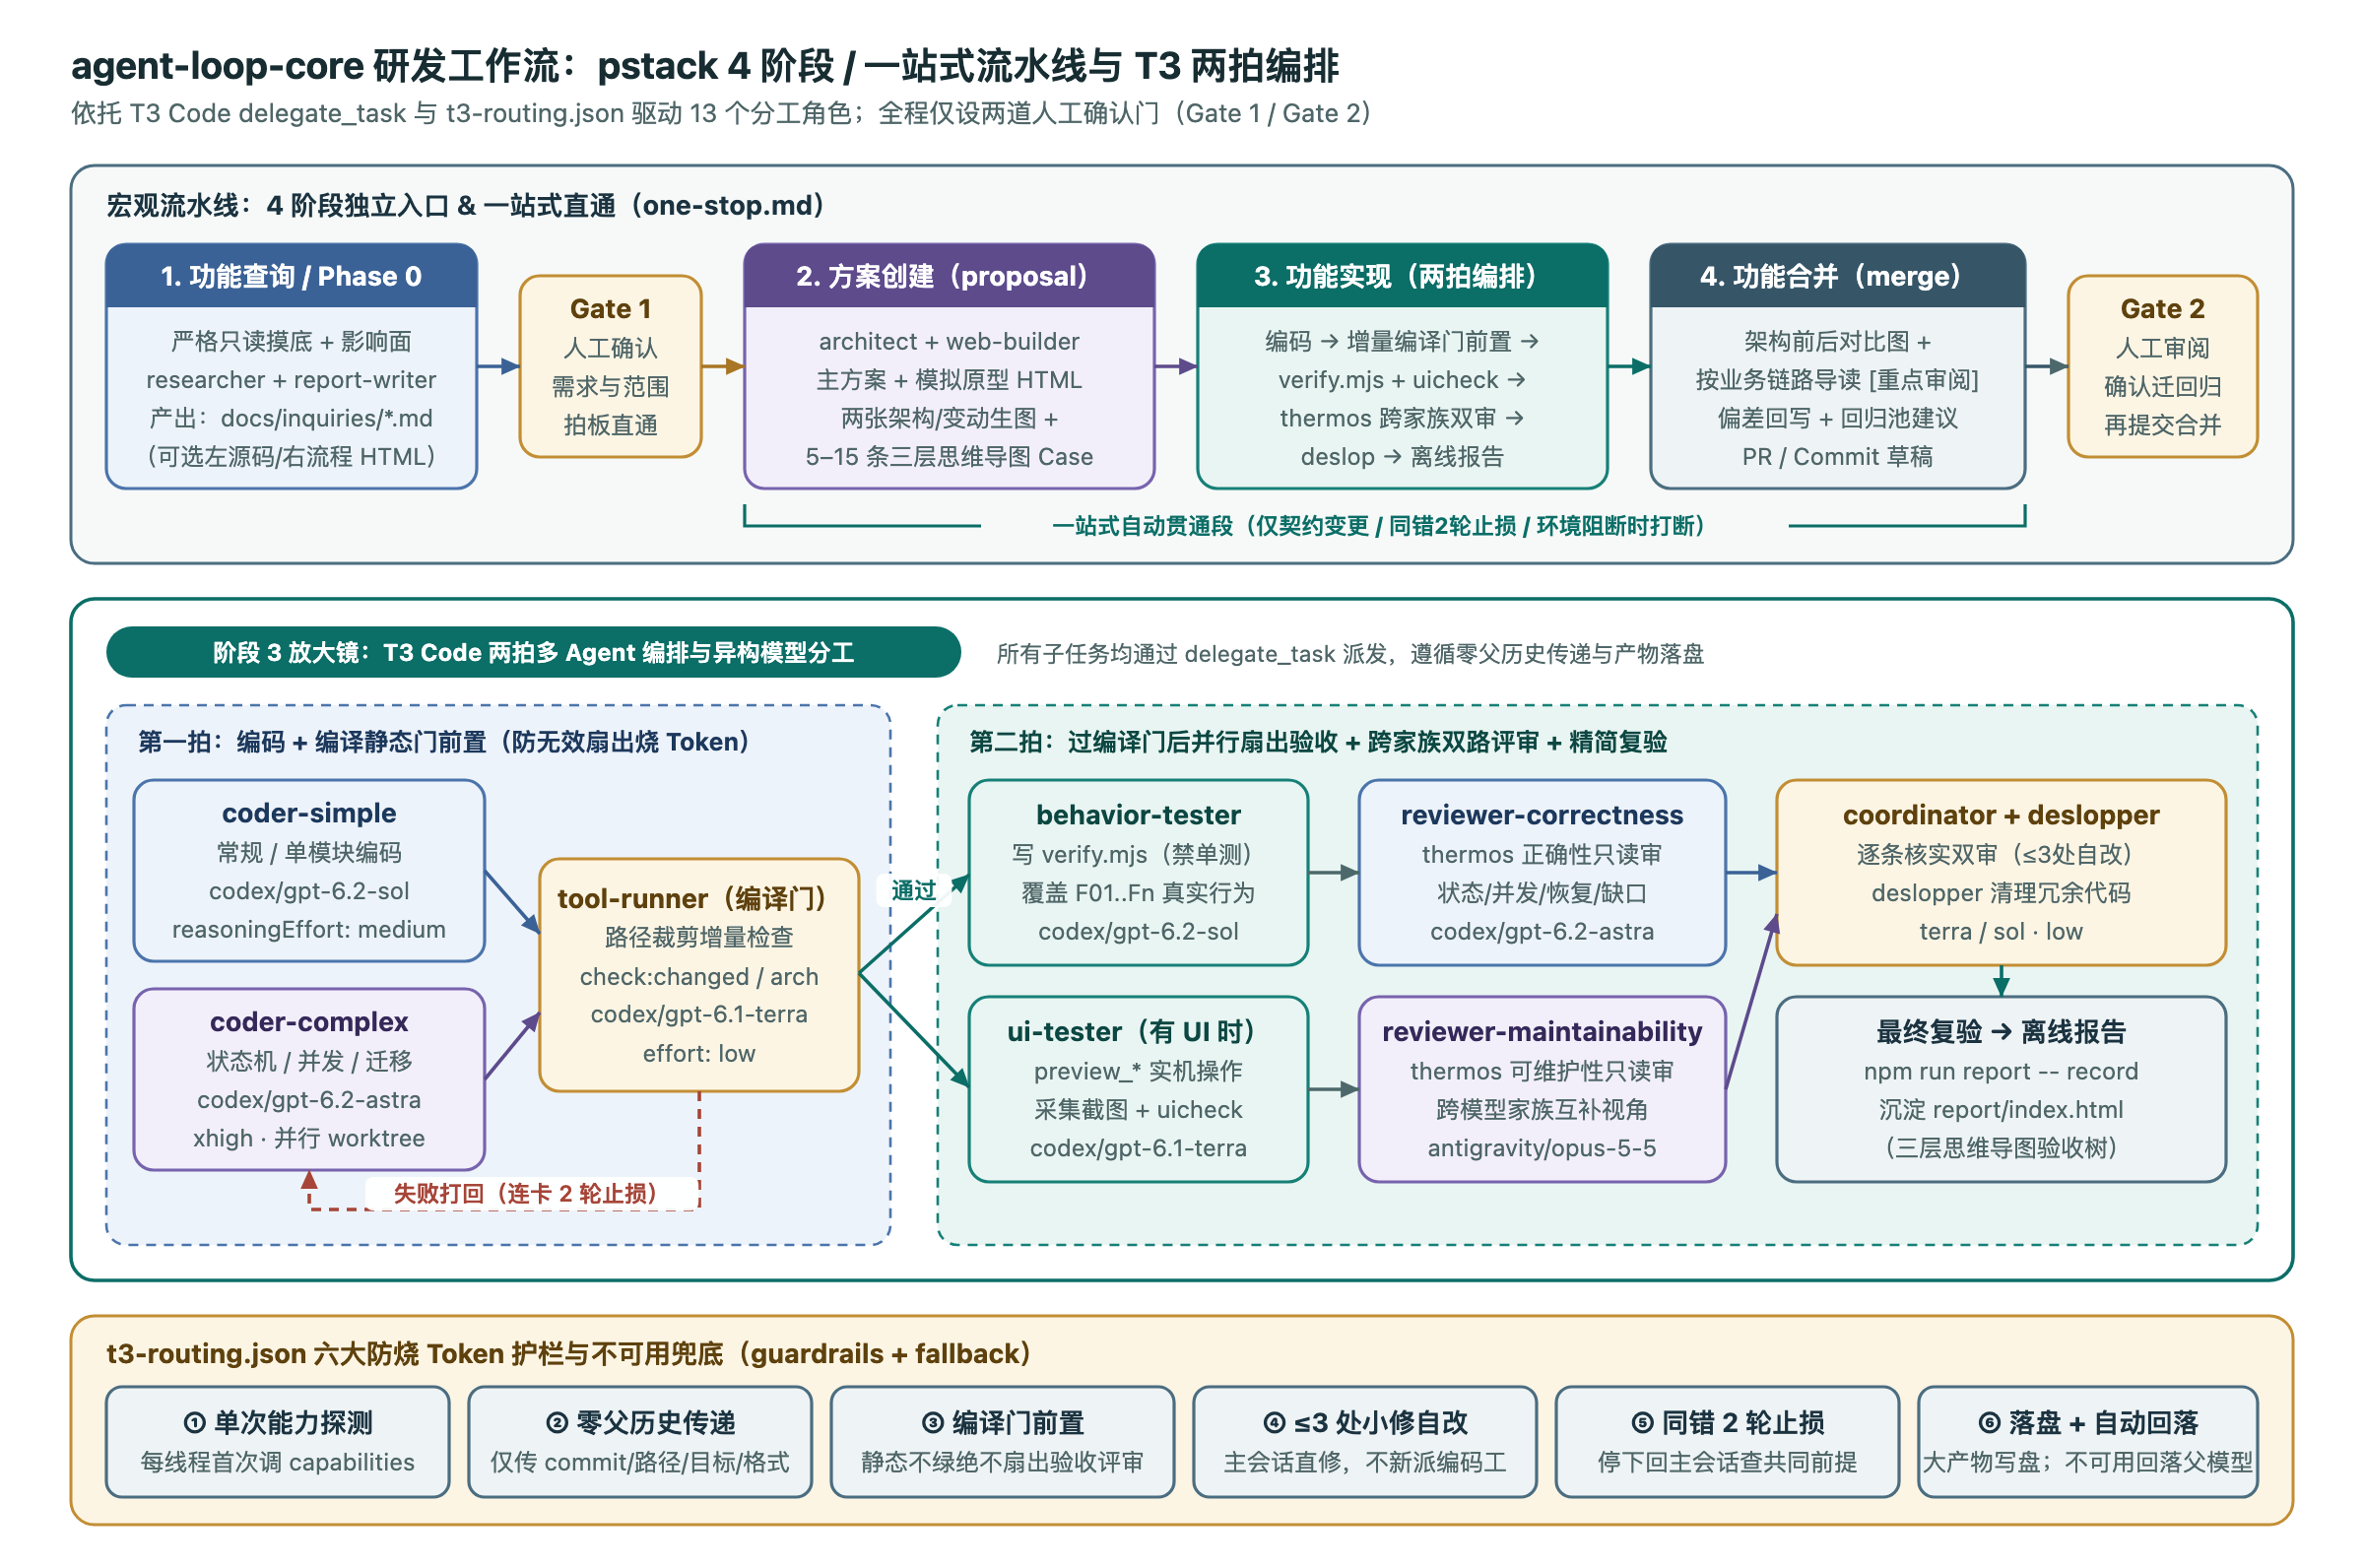 agent-loop-core 研发工作流：pstack 4 阶段 / 一站式流水线与 T3 两拍编排
依托 T3 Code delegate_task 与 t3-routing.json 驱动 13 个分工角色；全程仅设两道人工确认门（Gate 1 / Gate 2）
宏观流水线：4 阶段独立入口 & 一站式直通（one-stop.md）
1. 功能查询 / Phase 0
严格只读摸底 + 影响面
researcher + report-writer
产出：docs/inquiries/*.md
（可选左源码/右流程 HTML）
Gate 1
人工确认
需求与范围
拍板直通
2. 方案创建（proposal）
architect + web-builder
主方案 + 模拟原型 HTML
两张架构/变动生图 +
5–15 条三层思维导图 Case
3. 功能实现（两拍编排）
编码 → 增量编译门前置 →
verify.mjs + uicheck →
thermos 跨家族双审 →
deslop → 离线报告
4. 功能合并（merge）
架构前后对比图 +
按业务链路导读 [重点审阅]
偏差回写 + 回归池建议
PR / Commit 草稿
Gate 2
人工审阅
确认迁回归
再提交合并
一站式自动贯通段（仅契约变更 / 同错2轮止损 / 环境阻断时打断）
阶段 3 放大镜：T3 Code 两拍多 Agent 编排与异构模型分工
所有子任务均通过 delegate_task 派发，遵循零父历史传递与产物落盘
第一拍：编码 + 编译静态门前置（防无效扇出烧 Token）
coder-simple
常规 / 单模块编码
codex/gpt-6.2-sol
reasoningEffort: medium
coder-complex
状态机 / 并发 / 迁移
codex/gpt-6.2-astra
xhigh · 并行 worktree
tool-runner（编译门）
路径裁剪增量检查
check:changed / arch
codex/gpt-6.1-terra
effort: low
失败打回（连卡 2 轮止损）
通过
第二拍：过编译门后并行扇出验收 + 跨家族双路评审 + 精简复验
behavior-tester
写 verify.mjs（禁单测）
覆盖 F01..Fn 真实行为
codex/gpt-6.2-sol
reviewer-correctness
thermos 正确性只读审
状态/并发/恢复/缺口
codex/gpt-6.2-astra
coordinator + deslopper
逐条核实双审（≤3处自改）
deslopper 清理冗余代码
terra / sol · low
ui-tester（有 UI 时）
preview_* 实机操作
采集截图 + uicheck
codex/gpt-6.1-terra
reviewer-maintainability
thermos 可维护性只读审
跨模型家族互补视角
antigravity/opus-5-5
最终复验 → 离线报告
npm run report -- record
沉淀 report/index.html
（三层思维导图验收树）
t3-routing.json 六大防烧 Token 护栏与不可用兜底（guardrails + fallback）
① 单次能力探测
每线程首次调 capabilities
② 零父历史传递
仅传 commit/路径/目标/格式
③ 编译门前置
静态不绿绝不扇出验收评审
④ ≤3 处小修自改
主会话直修，不新派编码工
⑤ 同错 2 轮止损
停下回主会话查共同前提
⑥ 落盘 + 自动回落
大产物写盘；不可用回落父模型